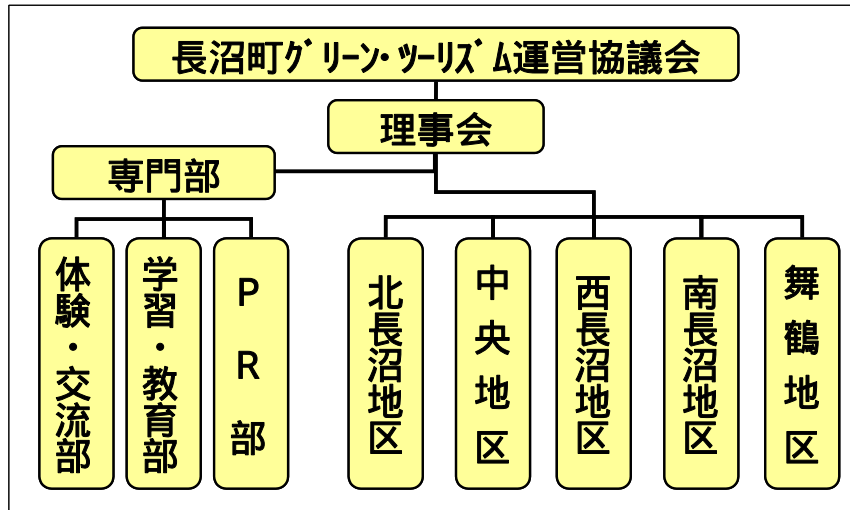 長沼町ｸﾞﾘｰﾝ・ﾂｰﾘｽﾞﾑ運営協議会
理事会
専門部
体験・交流部
学習・教育部
ＰＲ部
北長沼地区
中央地区
西長沼地区
南長沼地区
舞鶴地区